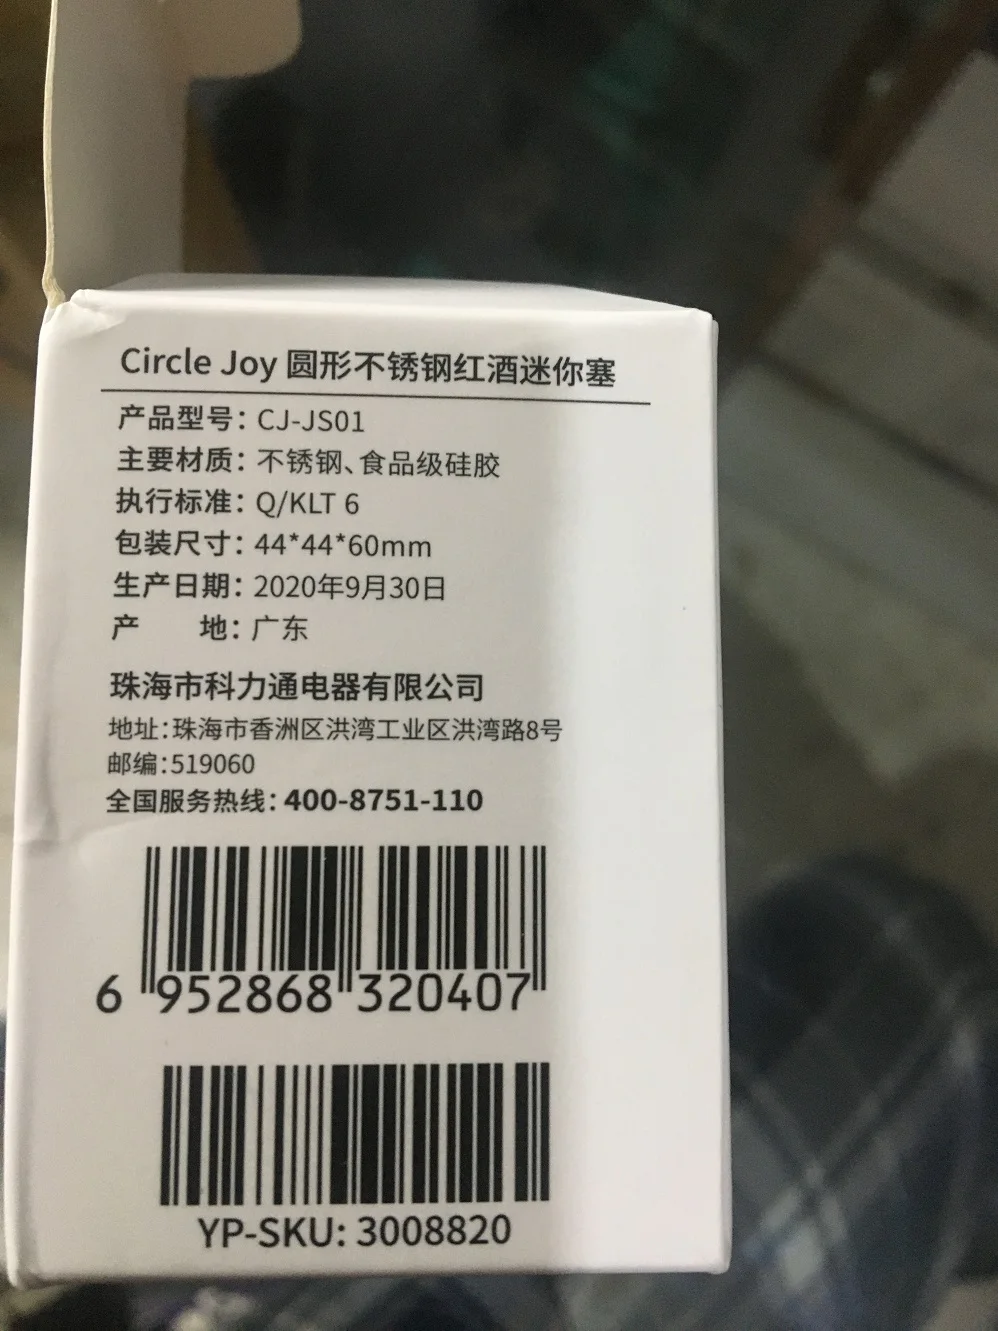 Circle Joy 圆形不锈钢红酒迷你塞
产品型号：CJ-JS01
主要材质：不锈钢、食品级硅胶
执行标准：Q/KLT 6
包装尺寸：44*44*60mm
生产日期：2020年9月30日
产 地：广东
珠海市科力通电器有限公司
地址：珠海市香洲区洪湾工业区洪湾路8号
邮编：519060
全国服务热线：400-8751-110
6 952868 320407
YP-SKU: 3008820